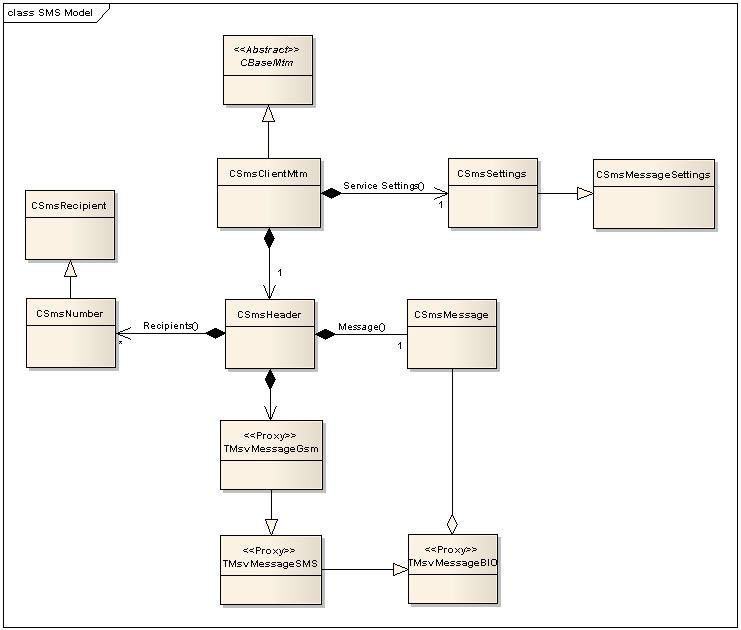 class SMS Model
<<Abstract>>
CBaseMtm
CSmsClientMtm
Service Settings()
1
CSmsSettings
CSmsMessageSettings
CSmsRecipient
1
CSmsNumber
Recipients()
*
CSmsHeader
Message()
1
CSmsMessage
<<Proxy>>
TMsvMessageGsm
<<Proxy>>
TMsvMessageSMS
<<Proxy>>
TMsvMessageBIO